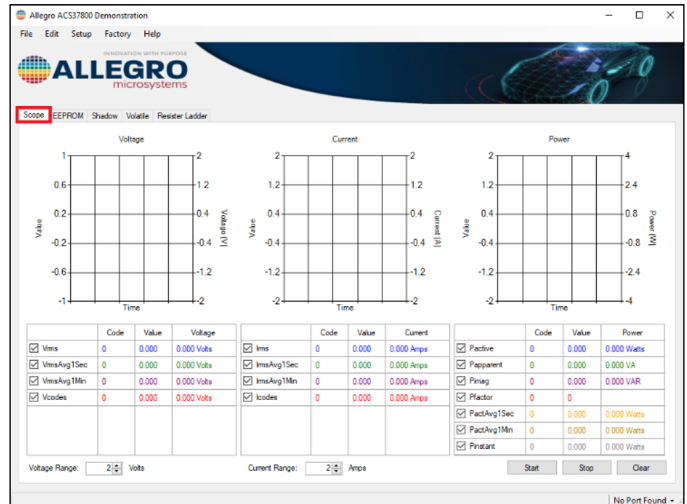 Allegro ACS37800 Demonstration
File Edit Setup Factory Help
INNOVATION WITH PURPOSE
ALLEGRO
microsystems
Scope EEPROM Shadow Volatile Resister Ladder
Voltage Current Power
1 2 2 2 2 4
0.6 1.2 1.2 1.2 1.2 2.4
0.2 0.4 0.4 0.4 0.4 0.8
Value Voltage [V] Value Current [A] Value Power [W]
-0.2 -0.4 -0.4 -0.4 -0.4 -0.8
-0.6 -1.2 -1.2 -1.2 -1.2 -2.4
-1 -2 -2 -2 -2 -4
Time Time Time
Code Value Voltage Code Value Current Code Value Power
Vrms 0 0.000 0.000 Volts Irms 0 0.000 0.000 Amps Pactive 0 0.000 0.000 Watts
VrmsAvg1Sec 0 0.000 0.000 Volts IrmsAvg1Sec 0 0.000 0.000 Amps Papparent 0 0.000 0.000 VA
VrmsAvg1Min 0 0.000 0.000 Volts IrmsAvg1Min 0 0.000 0.000 Amps Pimag 0 0.000 0.000 VAR
Vcodes 0 0.000 0.000 Volts Icodes 0 0.000 0.000 Amps Pfactor 0 0
PactAvg1Sec 0 0.000 0.000 Watts
PactAvg1Min 0 0.000 0.000 Watts
Pinstant 0 0.000 0.000 Watts
Voltage Range: 2 Volts Current Range: 2 Amps Start Stop Clear
No Port Found